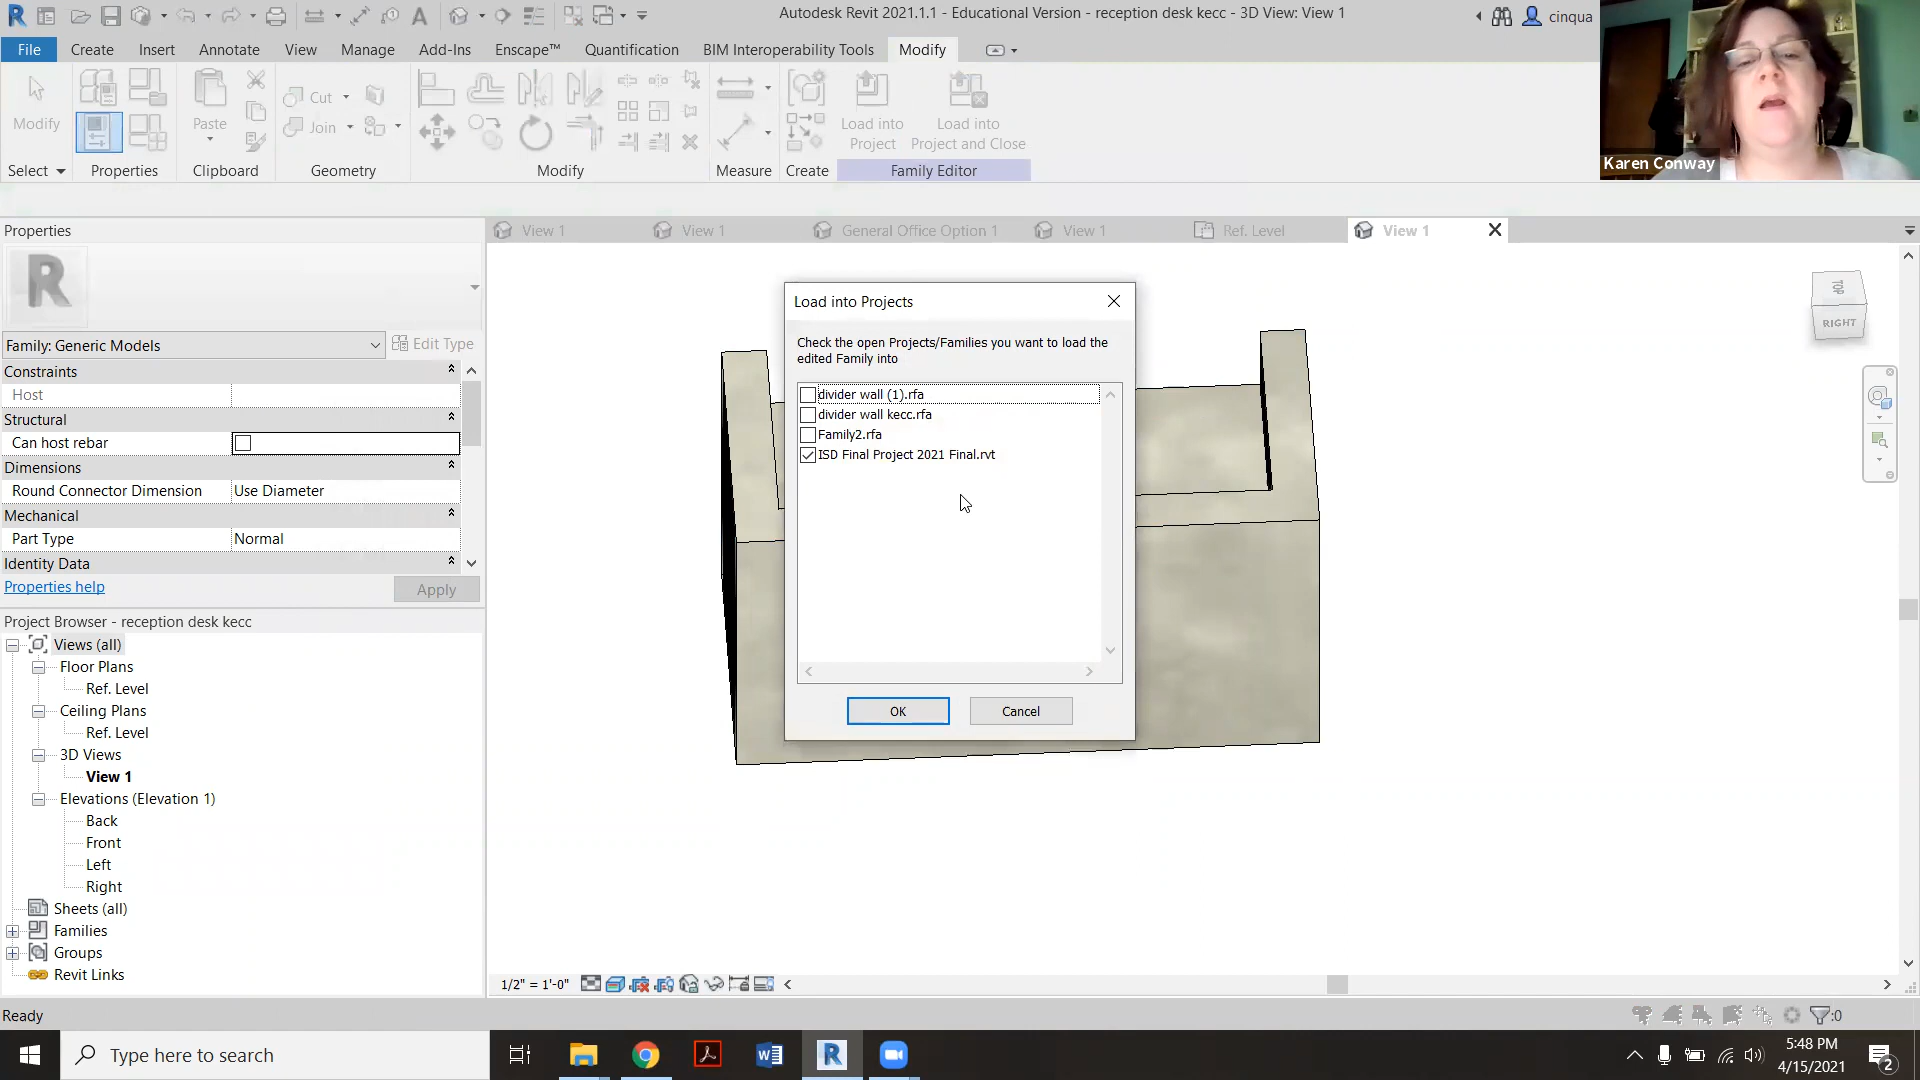 Autodesk Revit 2021.1.1 - Educational Version - reception desk kecc - 3D View: View 1
cinqua
File Create Insert Annotate View Manage Add-Ins Enscape™ Quantification BIM Interoperability Tools Modify
Modify
Paste
Cut
Join
Load into
Project
Load into
Project and Close
Select Properties Clipboard Geometry Modify Measure Create Family Editor
Karen Conway
Properties
View 1 View 1 General Office Option 1 View 1 Ref. Level View 1
R
Family: Generic Models
Edit Type
Constraints
Host
Structural
Can host rebar
Dimensions
Round Connector Dimension Use Diameter
Mechanical
Part Type Normal
Identity Data
Properties help
Apply
Project Browser - reception desk kecc
Views (all)
Floor Plans
Ref. Level
Ceiling Plans
Ref. Level
3D Views
View 1
Elevations (Elevation 1)
Back
Front
Left
Right
Sheets (all)
Families
Groups
Revit Links
Load into Projects
Check the open Projects/Families you want to load the
edited Family into
divider wall (1).rfa
divider wall kecc.rfa
Family2.rfa
ISD Final Project 2021 Final.rvt
OK Cancel
TOP
RIGHT
1/2" = 1'-0"
Ready
:0
Type here to search
5:48 PM
4/15/2021
2